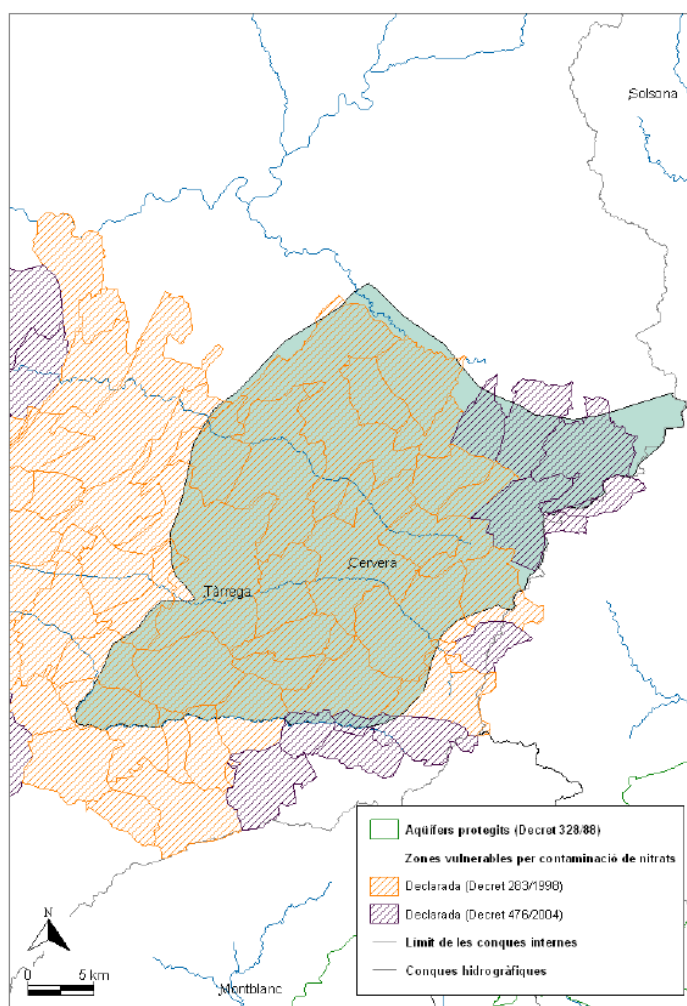 Solsona
Cervera
Tàrrega
Aqüífers protegits (Decret 328/88)
Zones vulnerables per contaminació de nitrats
Declarada (Decret 283/1998)
Declarada (Decret 476/2004)
Límit de les conques internes
Conques hidrogràfiques
N
0 5 km
Montblanc